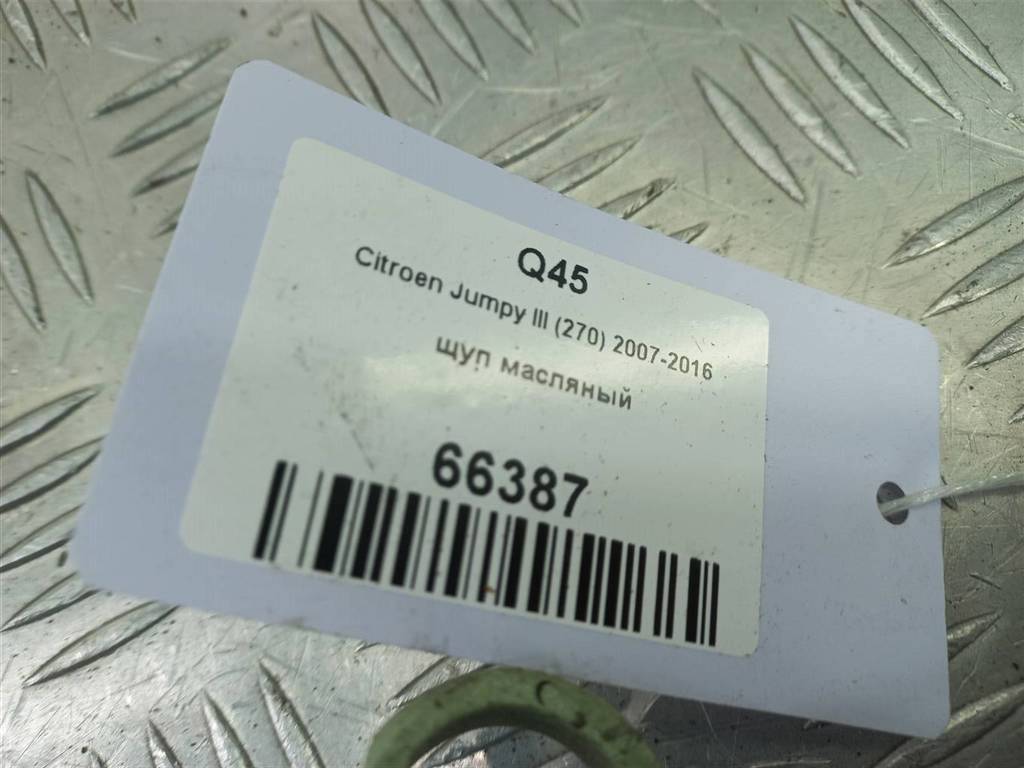 Q45
Citroen Jumpy III (270) 2007-2016
щуп масляный
66387